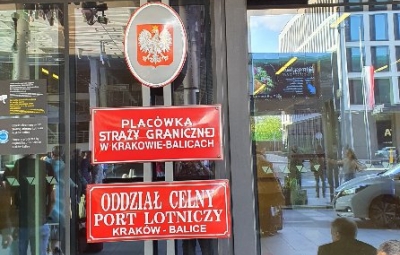 PLACÓWKA
STRAŻY GRANICZNEJ
W KRAKOWIE-BALICACH
ODDZIAŁ CELNY
PORT LOTNICZY
KRAKÓW - BALICE